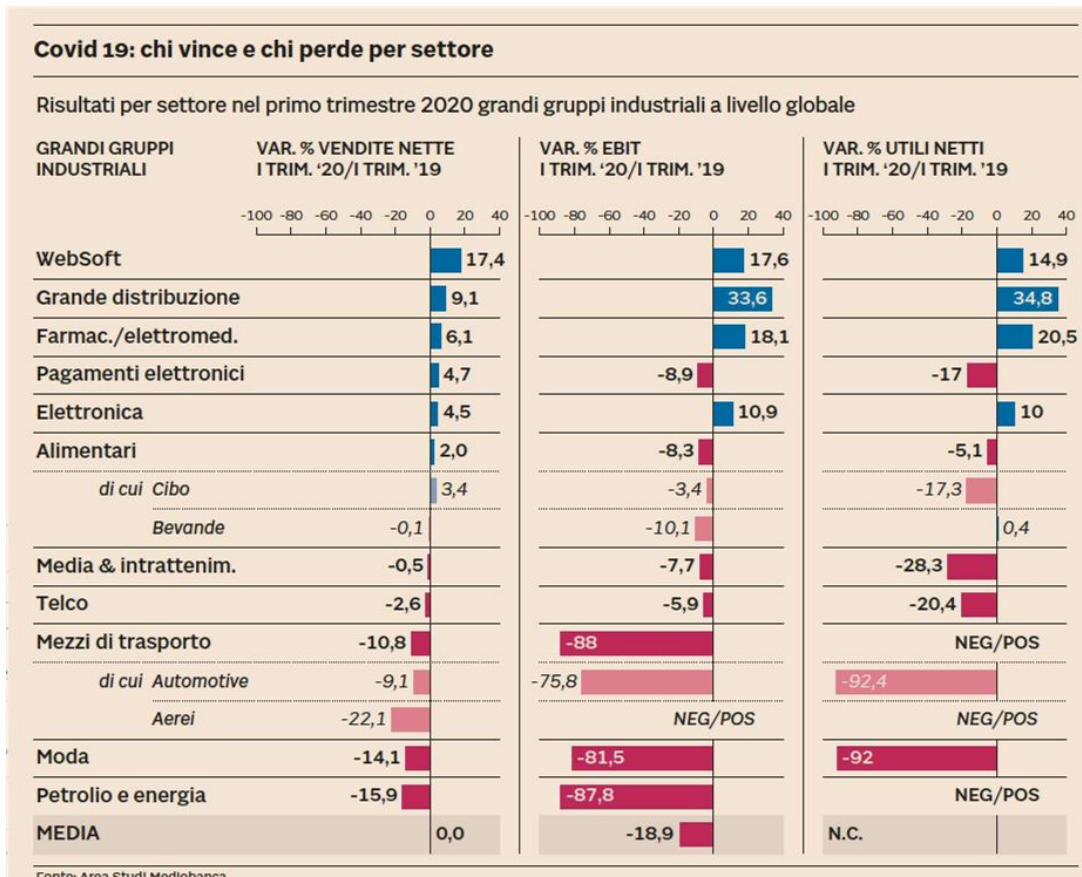 Covid 19: chi vince e chi perde per settore
Risultati per settore nel primo trimestre 2020 grandi gruppi industriali a livello globale
GRANDI GRUPPI INDUSTRIALI
VAR. % VENDITE NETTE I TRIM. ‘20/I TRIM. ’19
VAR. % EBIT I TRIM. ‘20/I TRIM. ’19
VAR. % UTILI NETTI I TRIM. ‘20/I TRIM. ’19
-100 -80 -60 -40 -20 0 20 40 -100 -80 -60 -40 -20 0 20 40 -100 -80 -60 -40 -20 0 20 40
WebSoft 17,4 17,6 14,9
Grande distribuzione 9,1 33,6 34,8
Farmac./elettromed. 6,1 18,1 20,5
Pagamenti elettronici 4,7 -8,9 -17
Elettronica 4,5 10,9 10
Alimentari 2,0 -8,3 -5,1
di cui Cibo 3,4 -3,4 -17,3
Bevande -0,1 -10,1 0,4
Media & intrattenim. -0,5 -7,7 -28,3
Telco -2,6 -5,9 -20,4
Mezzi di trasporto -10,8 -88 NEG/POS
di cui Automotive -9,1 -75,8 -92,4
Aerei -22,1 NEG/POS NEG/POS
Moda -14,1 -81,5 -92
Petrolio e energia -15,9 -87,8 NEG/POS
MEDIA 0,0 -18,9 N.C.
Fonte: Area Studi Mediobanca